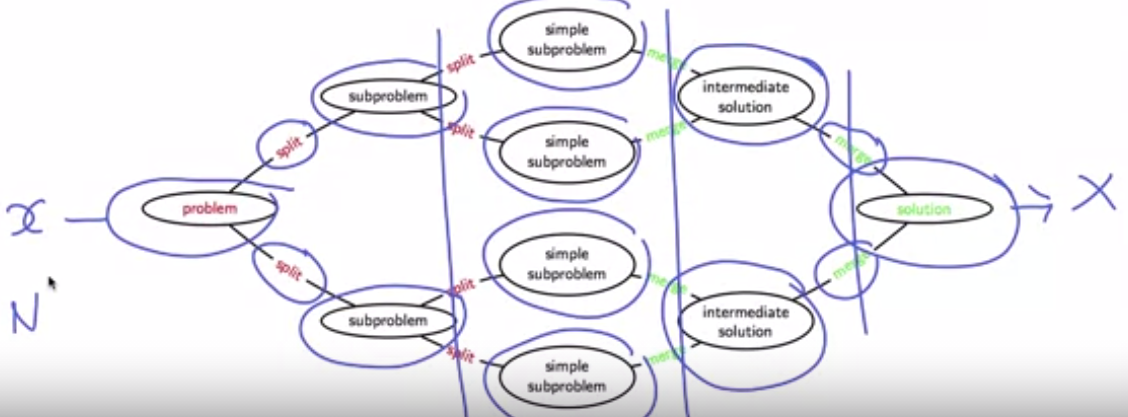 simple
subproblem
split
merge
subproblem
intermediate
solution
split
merge
simple
subproblem
split
merge
x
problem
solution
X
split
merge
simple
subproblem
split
merge
N
subproblem
intermediate
solution
split
merge
simple
subproblem